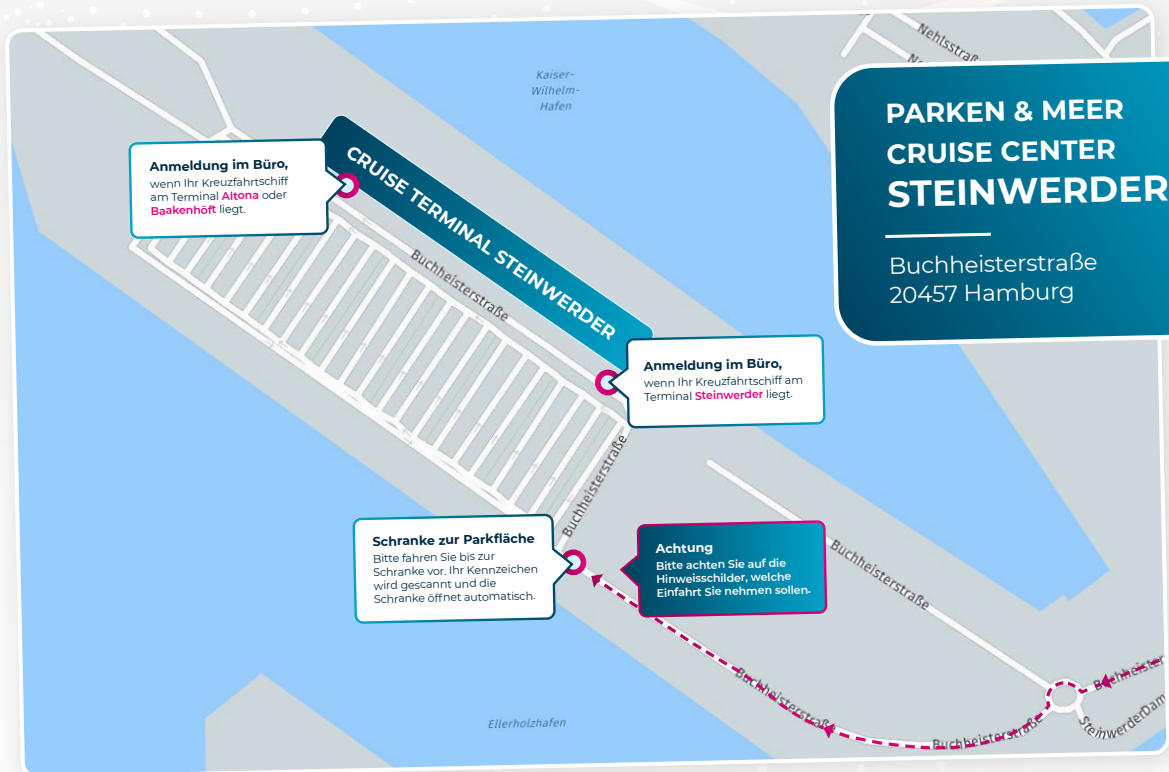 Nehlsstraß
Kaiser-
Wilhelm-
Hafen
PARKEN & MEER
CRUISE CENTER
STEINWERDER
Buchheisterstraße
20457 Hamburg
Anmeldung im Büro,
wenn Ihr Kreuzfahrtschiff
am Terminal Altona oder
Baakenhöft liegt.
CRUISE TERMINAL STEINWERDER
Buchheisterstraße
Anmeldung im Büro,
wenn Ihr Kreuzfahrtschiff am
Terminal Steinwerder liegt.
Buchheisterstraße
Schranke zur Parkfläche
Bitte fahren Sie bis zur
Schranke vor. Ihr Kennzeichen
wird gescannt und die
Schranke öffnet automatisch.
Achtung
Bitte achten Sie auf die
Hinweisschilder, welche
Einfahrt Sie nehmen sollen.
Buchheisterstraße
Buchheisterstraße
Buchheisterstraße
Buchheister
SteinwerderDam
Ellerholzhafen